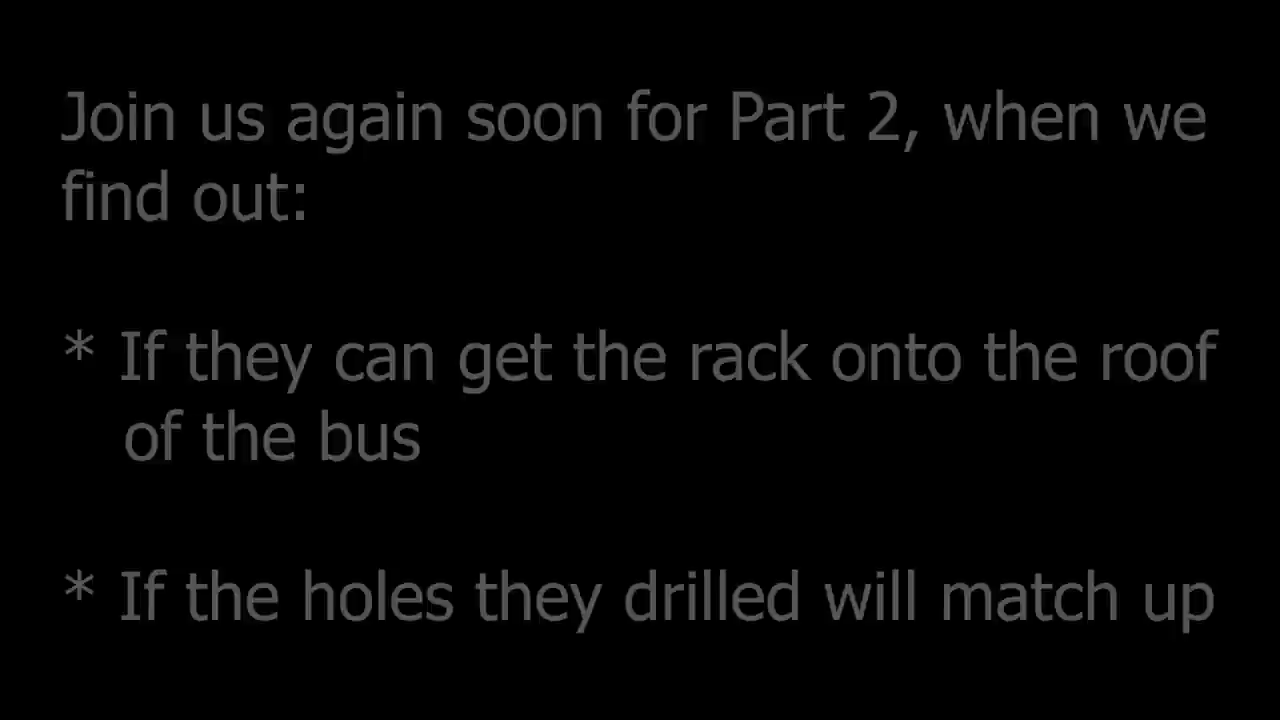 Join us again soon for Part 2, when we
find out:
* If they can get the rack onto the roof
of the bus
* If the holes they drilled will match up